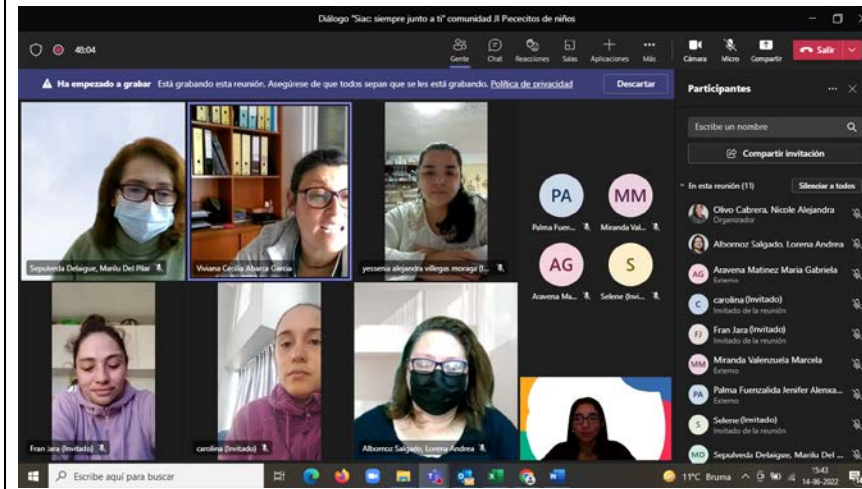 Diálogo "Siac: siempre junto a ti" comunidad JI Pececitos de niños
48:04
Gente
Chat
Reacciones
Salas
Aplicaciones
Más
Cámara
Micro
Compartir
Salir
Ha empezado a grabar Está grabando esta reunión. Asegúrese de que todos sepan que se les está grabando. Política de privacidad
Descartar
Participantes
Escribe un nombre
Compartir invitación
En esta reunión (11)
Silenciar a todos
Olivo Cabrera, Nicole Alejandra
Organizador
Albornoz Salgado, Lorena Andrea
AG
Aravena Matinez Maria Gabriela
Externo
C
carolina (Invitado)
Invitado de la reunión
FJ
Fran Jara (Invitado)
Invitado de la reunión
MM
Miranda Valenzuela Marcela
Externo
PA
Palma Fuenzalida Jenifer Alenxa...
Externo
S
Selene (Invitado)
Invitado de la reunión
MD
Sepulveda Delaigue, Marilu Del ...
Sepulveda Delaigue, Marilu Del Pilar
Viviana Cecilia Abarca Garcia
yessenia alejandra villegas moraga (I...
PA
Palma Fuen...
MM
Miranda Val...
AG
Aravena Ma...
S
Selene (Invi...
Fran Jara (Invitado)
carolina (Invitado)
Albornoz Salgado, Lorena Andrea
Escribe aquí para buscar
11°C Bruma
15:43
14-06-2022